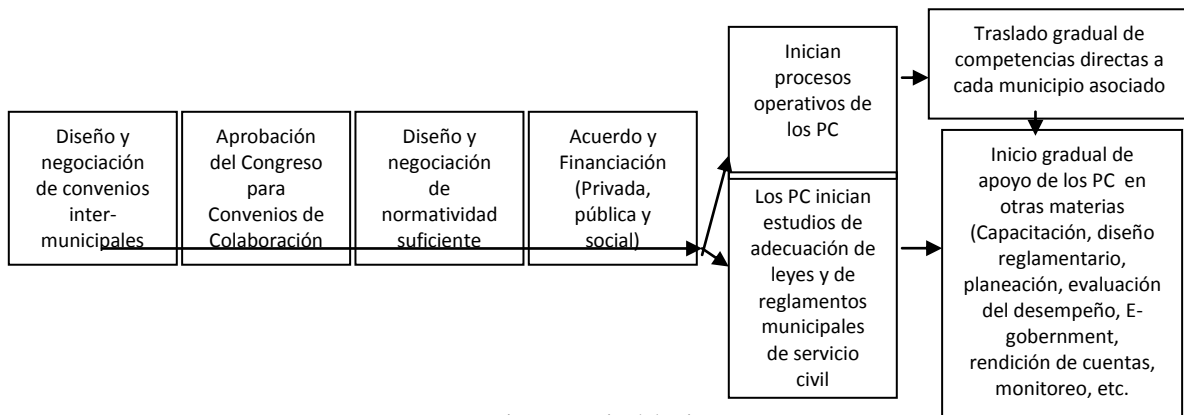 Diseño y
negociación
de convenios
inter-
municipales
Aprobación
del Congreso
para
Convenios de
Colaboración
Diseño y
negociación
de
normatividad
suficiente
Acuerdo y
Financiación
(Privada,
pública y
social)
Inician
procesos
operativos de
los PC
Los PC inician
estudios de
adecuación de
leyes y de
reglamentos
municipales
de servicio
civil
Traslado gradual de
competencias directas a
cada municipio asociado
Inicio gradual de
apoyo de los PC en
otras materias
(Capacitación, diseño
reglamentario,
planeación, evaluación
del desempeño, E-
gobernment,
rendición de cuentas,
monitoreo, etc.